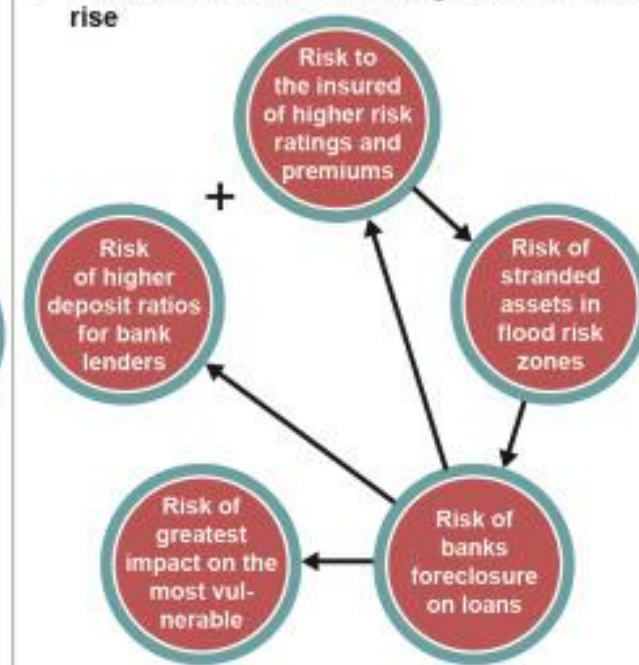 rise
Risk to
the insured
of higher risk
ratings and
premiums
+
Risk
of higher
deposit ratios
for bank
lenders
Risk of
stranded
assets in
flood risk
zones
Risk of
greatest
impact on the
most vul-
nerable
Risk of
banks
foreclosure
on loans